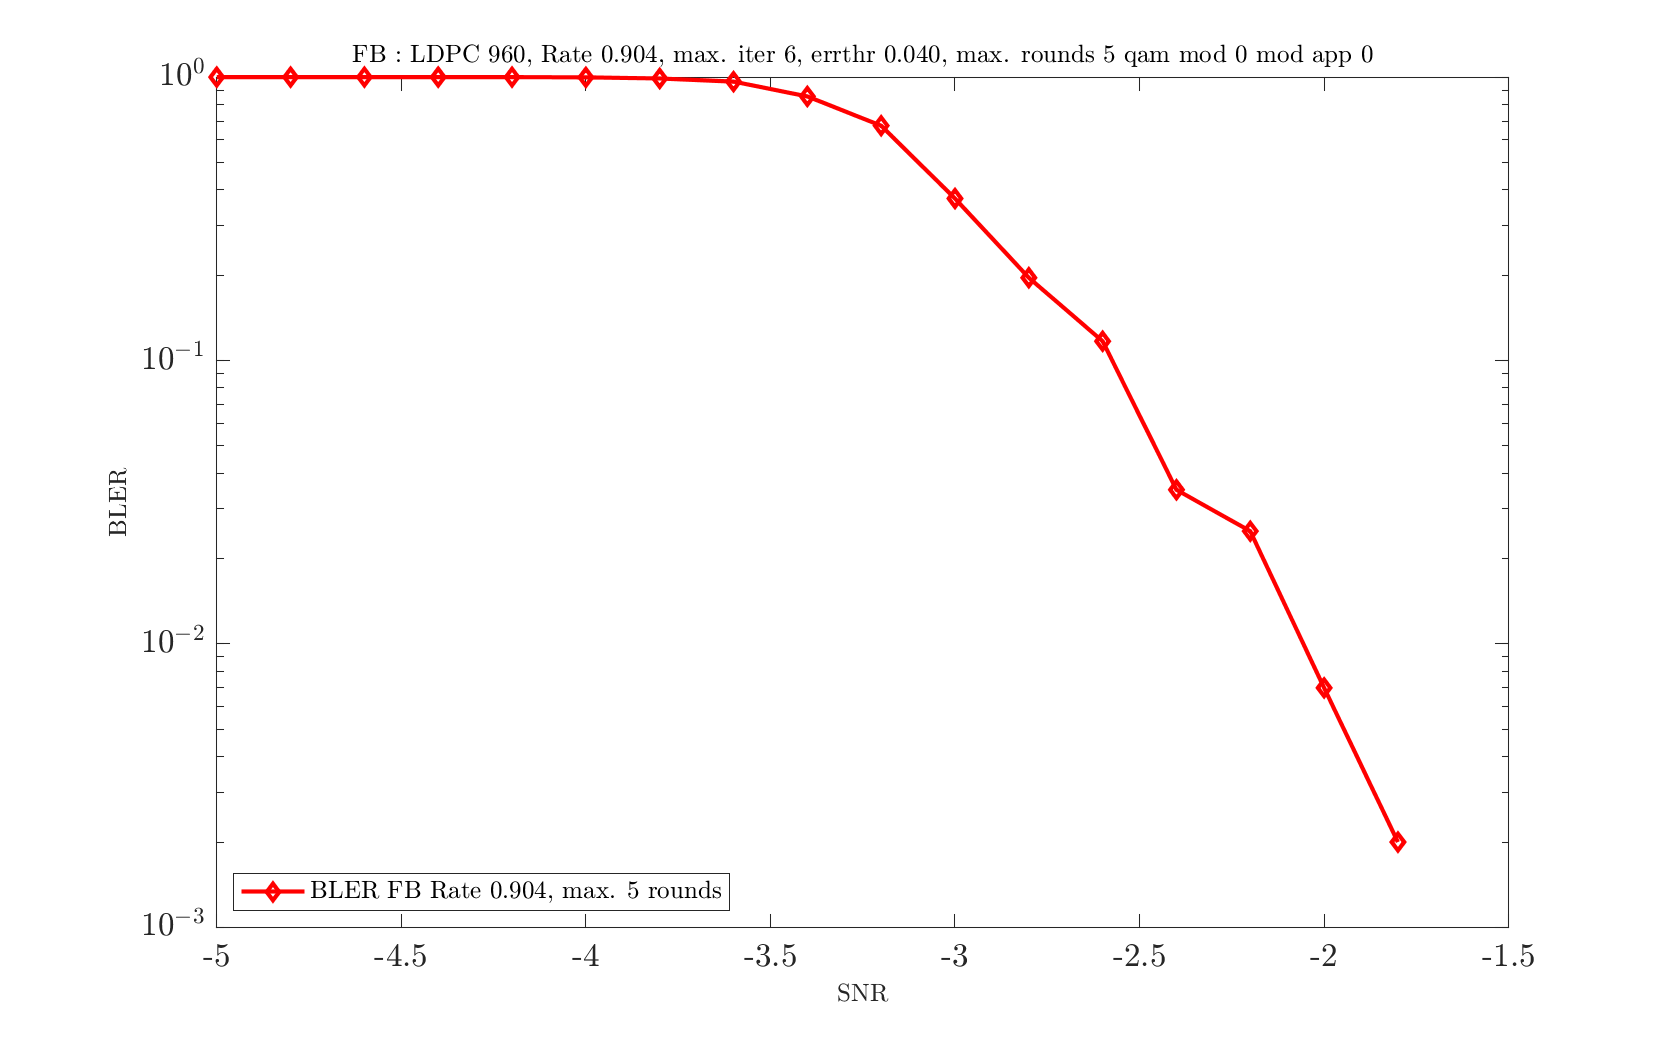 FB : LDPC 960, Rate 0.904, max. iter 6, errthr 0.040, max. rounds 5 qam mod 0 mod app 0
10⁰
10⁻¹
10⁻²
10⁻³
BLER
BLER FB Rate 0.904, max. 5 rounds
-5 -4.5 -4 -3.5 -3 -2.5 -2 -1.5
SNR